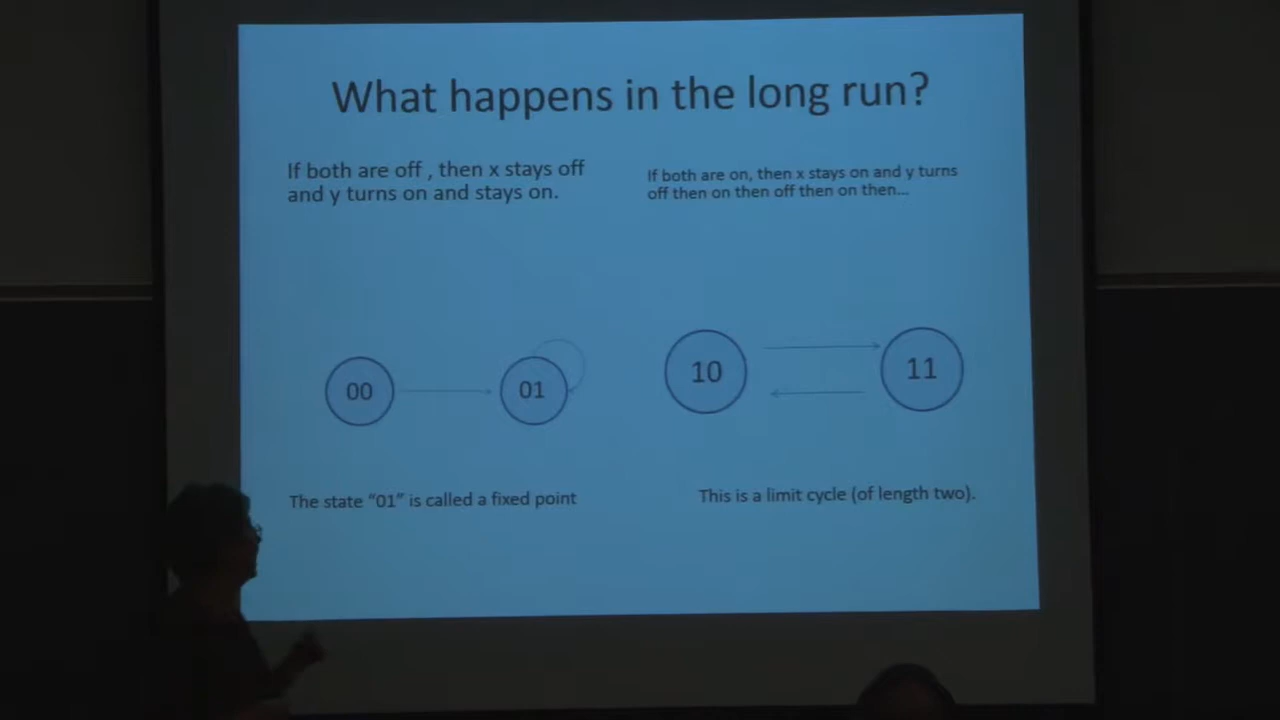 What happens in the long run?
If both are off , then x stays off
and y turns on and stays on.
If both are on, then x stays on and y turns
off then on then off then on then...
00
01
10
11
The state “01” is called a fixed point
This is a limit cycle (of length two).